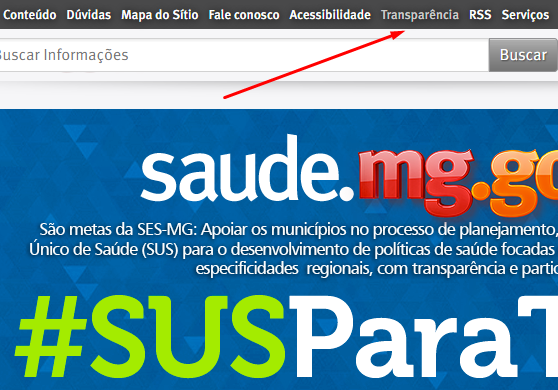 Conteúdo Dúvidas Mapa do Sítio Fale conosco Acessibilidade Transparência RSS Serviços
Buscar Informações Buscar
saude.mg.go
São metas da SES-MG: Apoiar os municípios no processo de planejamento,
Único de Saúde (SUS) para o desenvolvimento de políticas de saúde focadas
especificidades regionais, com transparência e partic
#SUSParaT